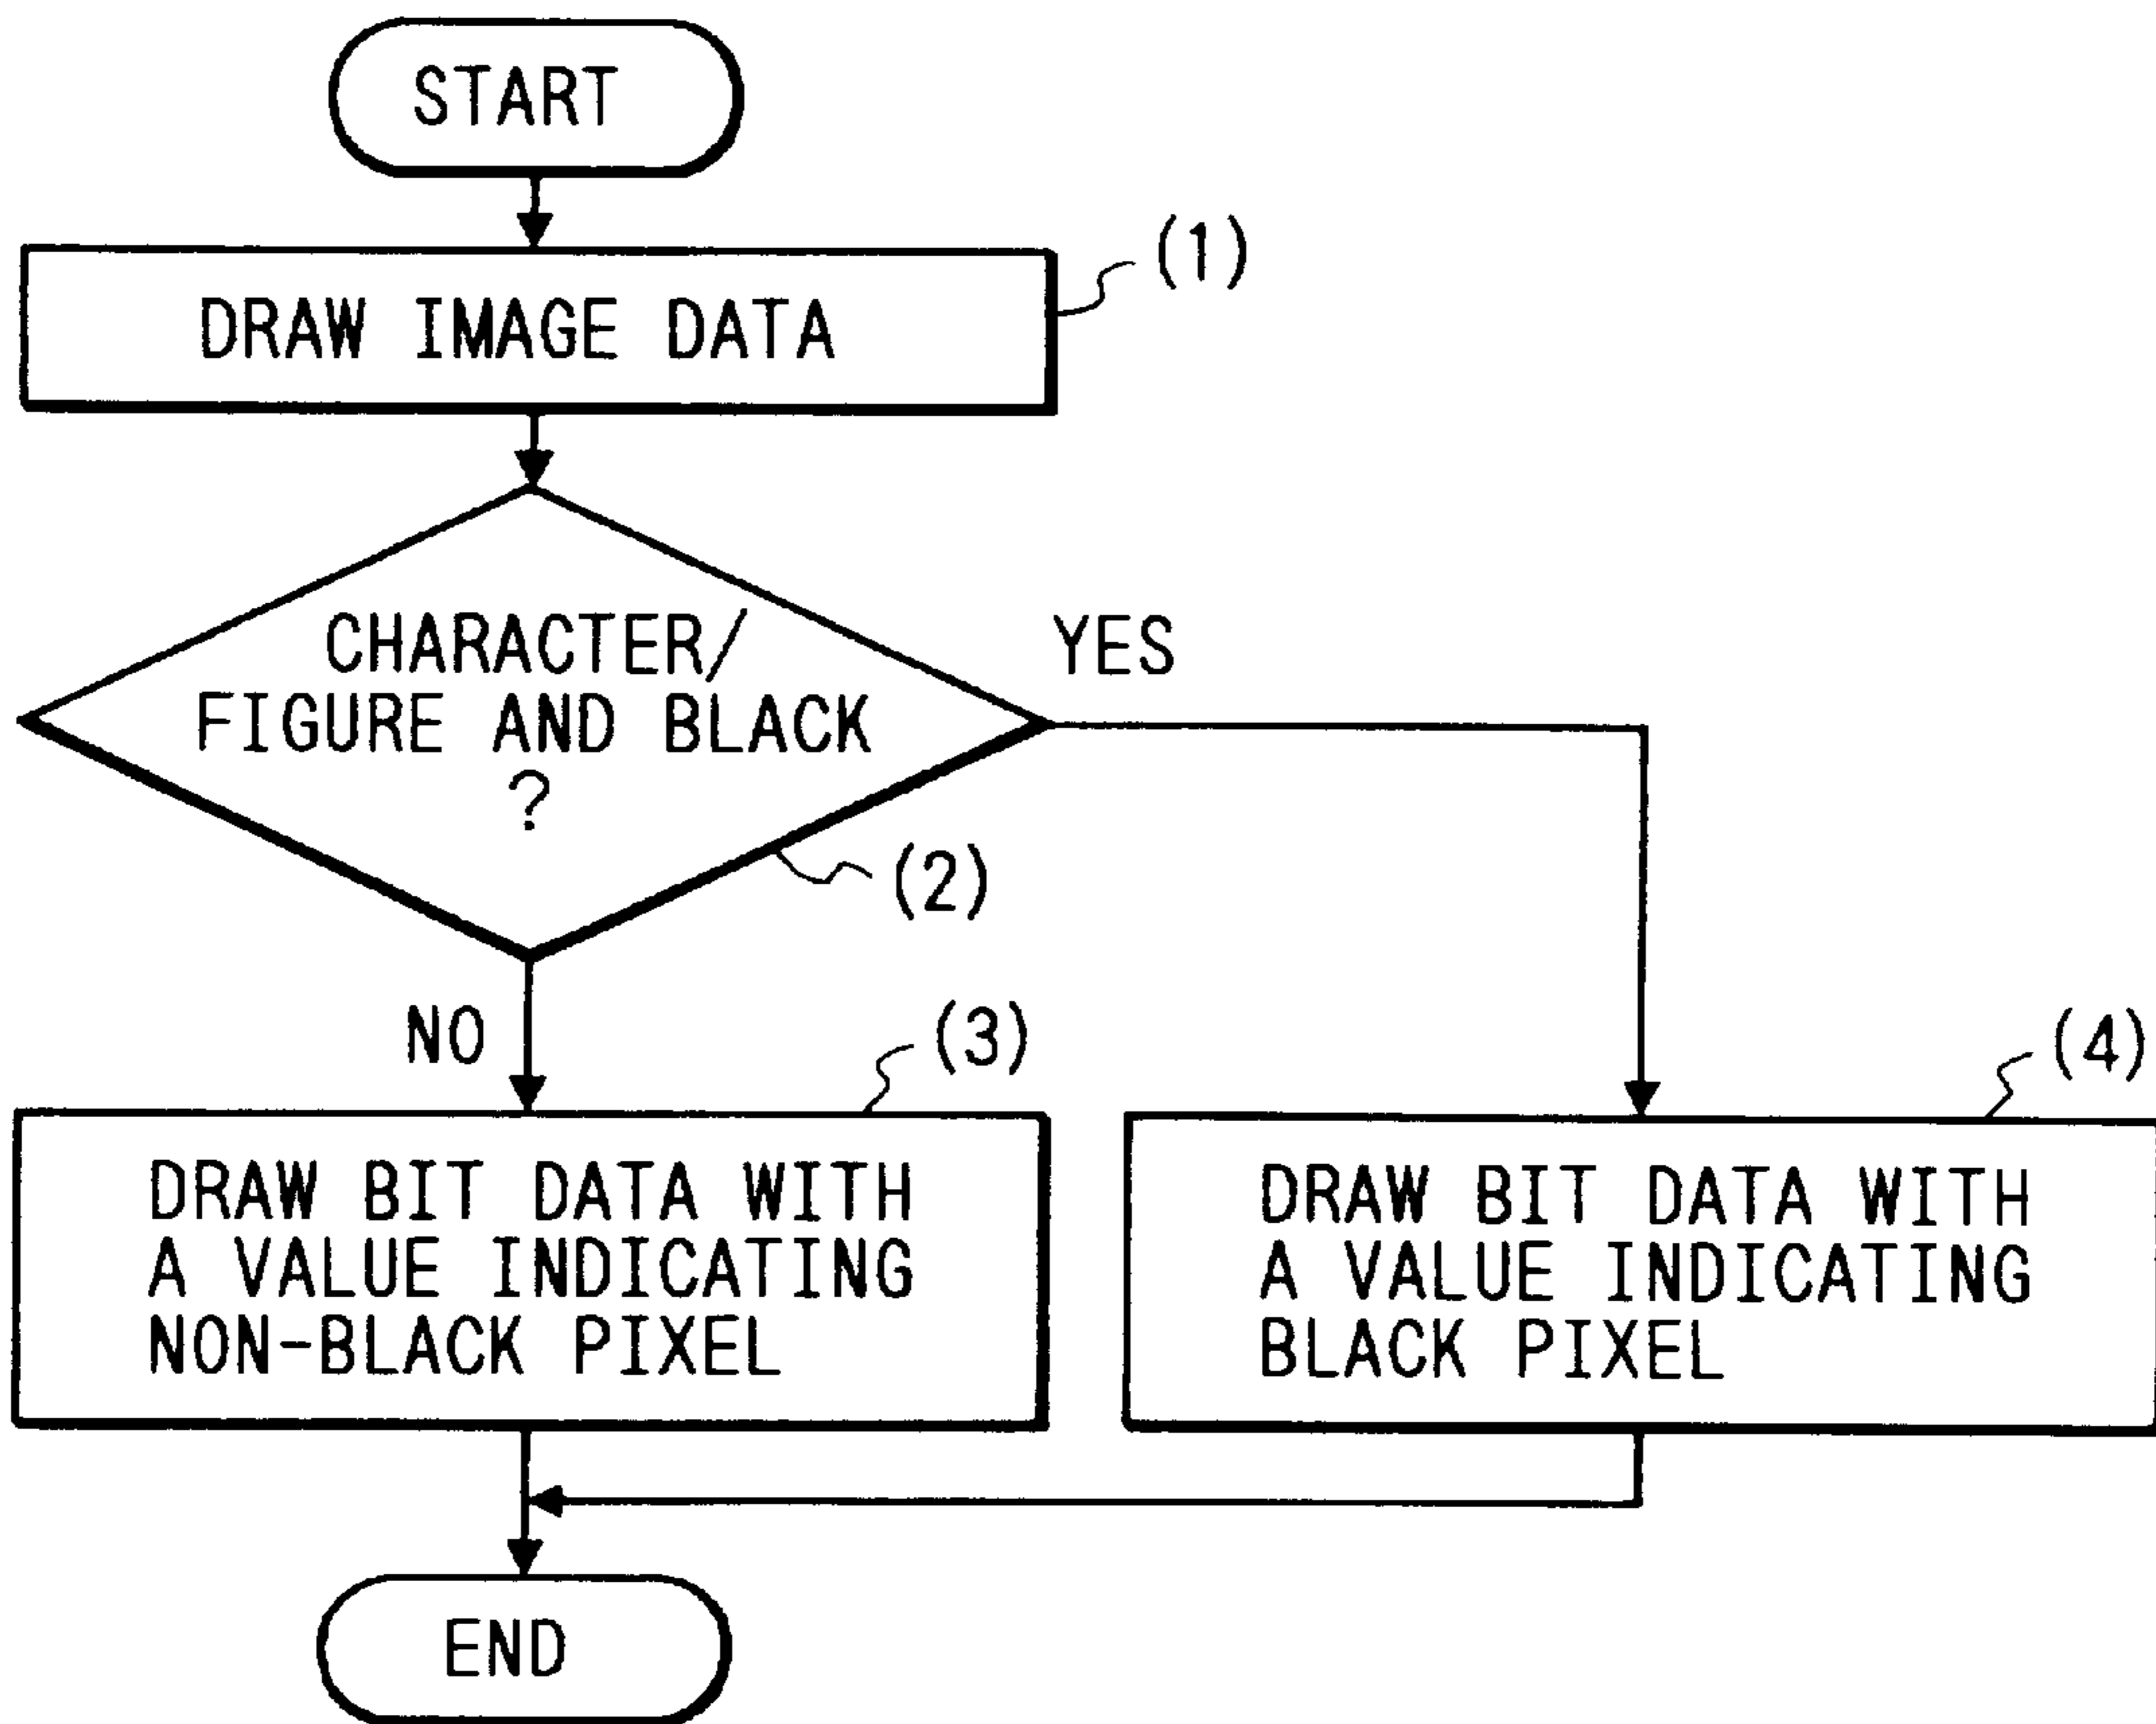 START
(1)
DRAW IMAGE DATA
CHARACTER/
FIGURE AND BLACK
?
YES
(2)
NO
(3)
(4)
DRAW BIT DATA WITH
A VALUE INDICATING
NON-BLACK PIXEL
DRAW BIT DATA WITH
A VALUE INDICATING
BLACK PIXEL
END